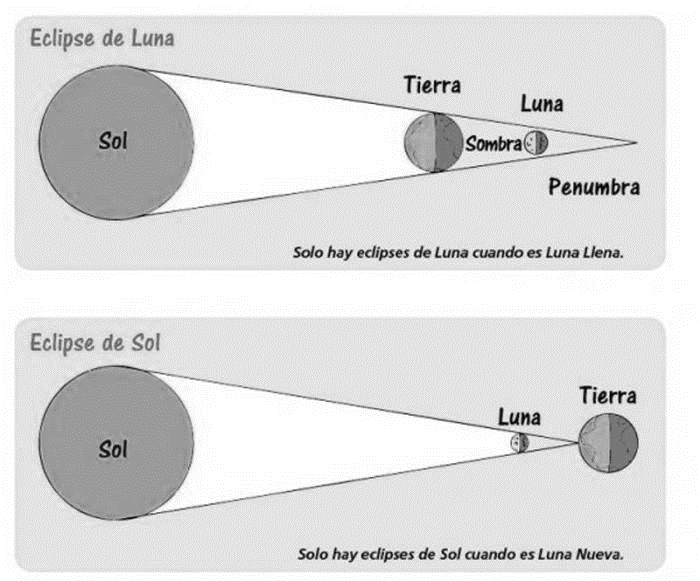 Eclipse de Luna
Tierra
Luna
Sol
Sombra
Penumbra
Solo hay eclipses de Luna cuando es Luna Llena.
Eclipse de Sol
Tierra
Luna
Sol
Solo hay eclipses de Sol cuando es Luna Nueva.